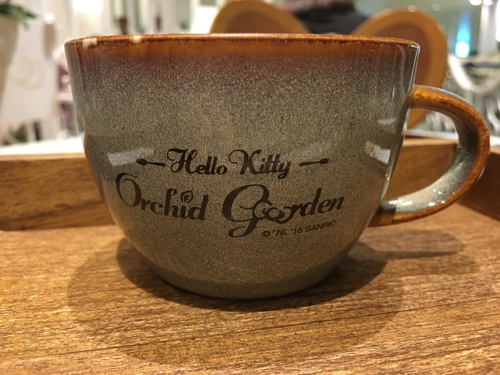 Hello Kitty
Orchid Garden
© '76, '16 SANRIO